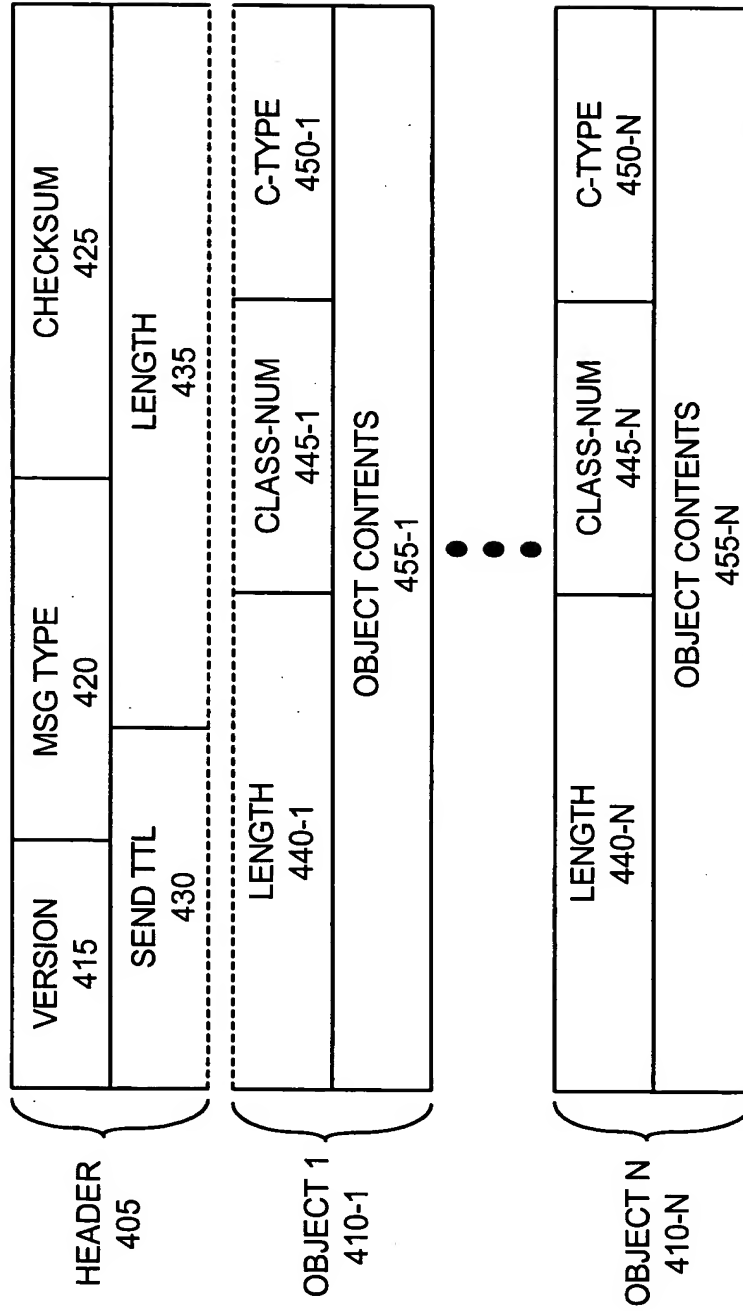 HEADER
405
VERSION
415
MSG TYPE
420
CHECKSUM
425
SEND TTL
430
LENGTH
435
OBJECT 1
410-1
LENGTH
440-1
CLASS-NUM
445-1
C-TYPE
450-1
OBJECT CONTENTS
455-1
OBJECT N
410-N
LENGTH
440-N
CLASS-NUM
445-N
C-TYPE
450-N
OBJECT CONTENTS
455-N